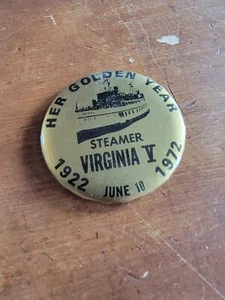 HER GOLDEN YEAR
STEAMER
VIRGINIA V
1922 JUNE 10 1972